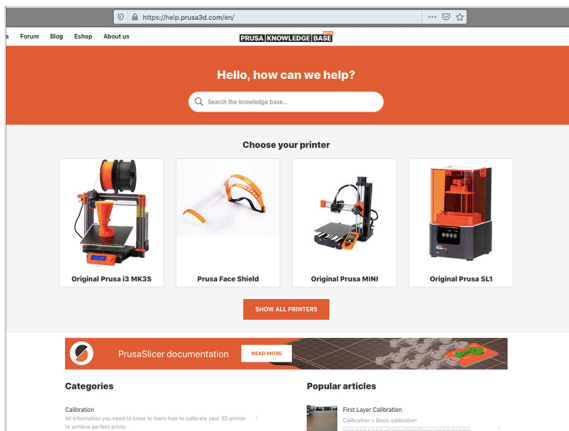 https://help.prusa3d.com/en/
s Forum Blog Eshop About us
PRUSA KNOWLEDGE BASE
Hello, how can we help?
Search the knowledge base...
Choose your printer
Original Prusa i3 MK3S
Prusa Face Shield
Original Prusa MINI
Original Prusa SL1
SHOW ALL PRINTERS
PrusaSlicer documentation READ MORE
Categories
Popular articles
Calibration
All information you need to know to learn how to calibrate your 3D printer
to achieve perfect prints.
First Layer Calibration
Calibration > Basic calibration